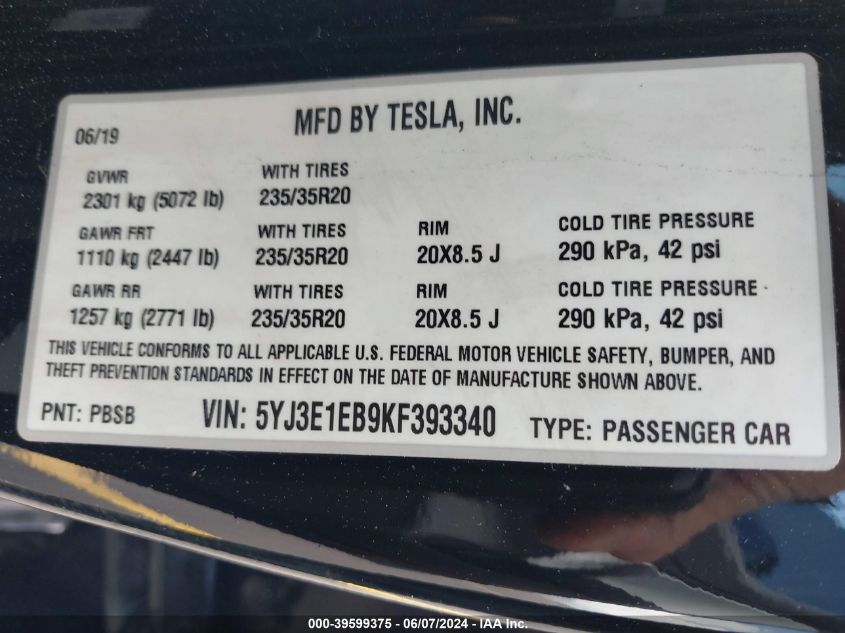 06/19 MFD BY TESLA, INC.
GVWR WITH TIRES
2301 kg (5072 lb) 235/35R20
GAWR FRT WITH TIRES RIM COLD TIRE PRESSURE
1110 kg (2447 lb) 235/35R20 20X8.5 J 290 kPa, 42 psi
GAWR RR WITH TIRES RIM COLD TIRE PRESSURE
1257 kg (2771 lb) 235/35R20 20X8.5 J 290 kPa, 42 psi
THIS VEHICLE CONFORMS TO ALL APPLICABLE U.S. FEDERAL MOTOR VEHICLE SAFETY, BUMPER, AND
THEFT PREVENTION STANDARDS IN EFFECT ON THE DATE OF MANUFACTURE SHOWN ABOVE.
PNT: PBSB VIN: 5YJ3E1EB9KF393340 TYPE: PASSENGER CAR
000-39599375 - 06/07/2024 - IAA Inc.